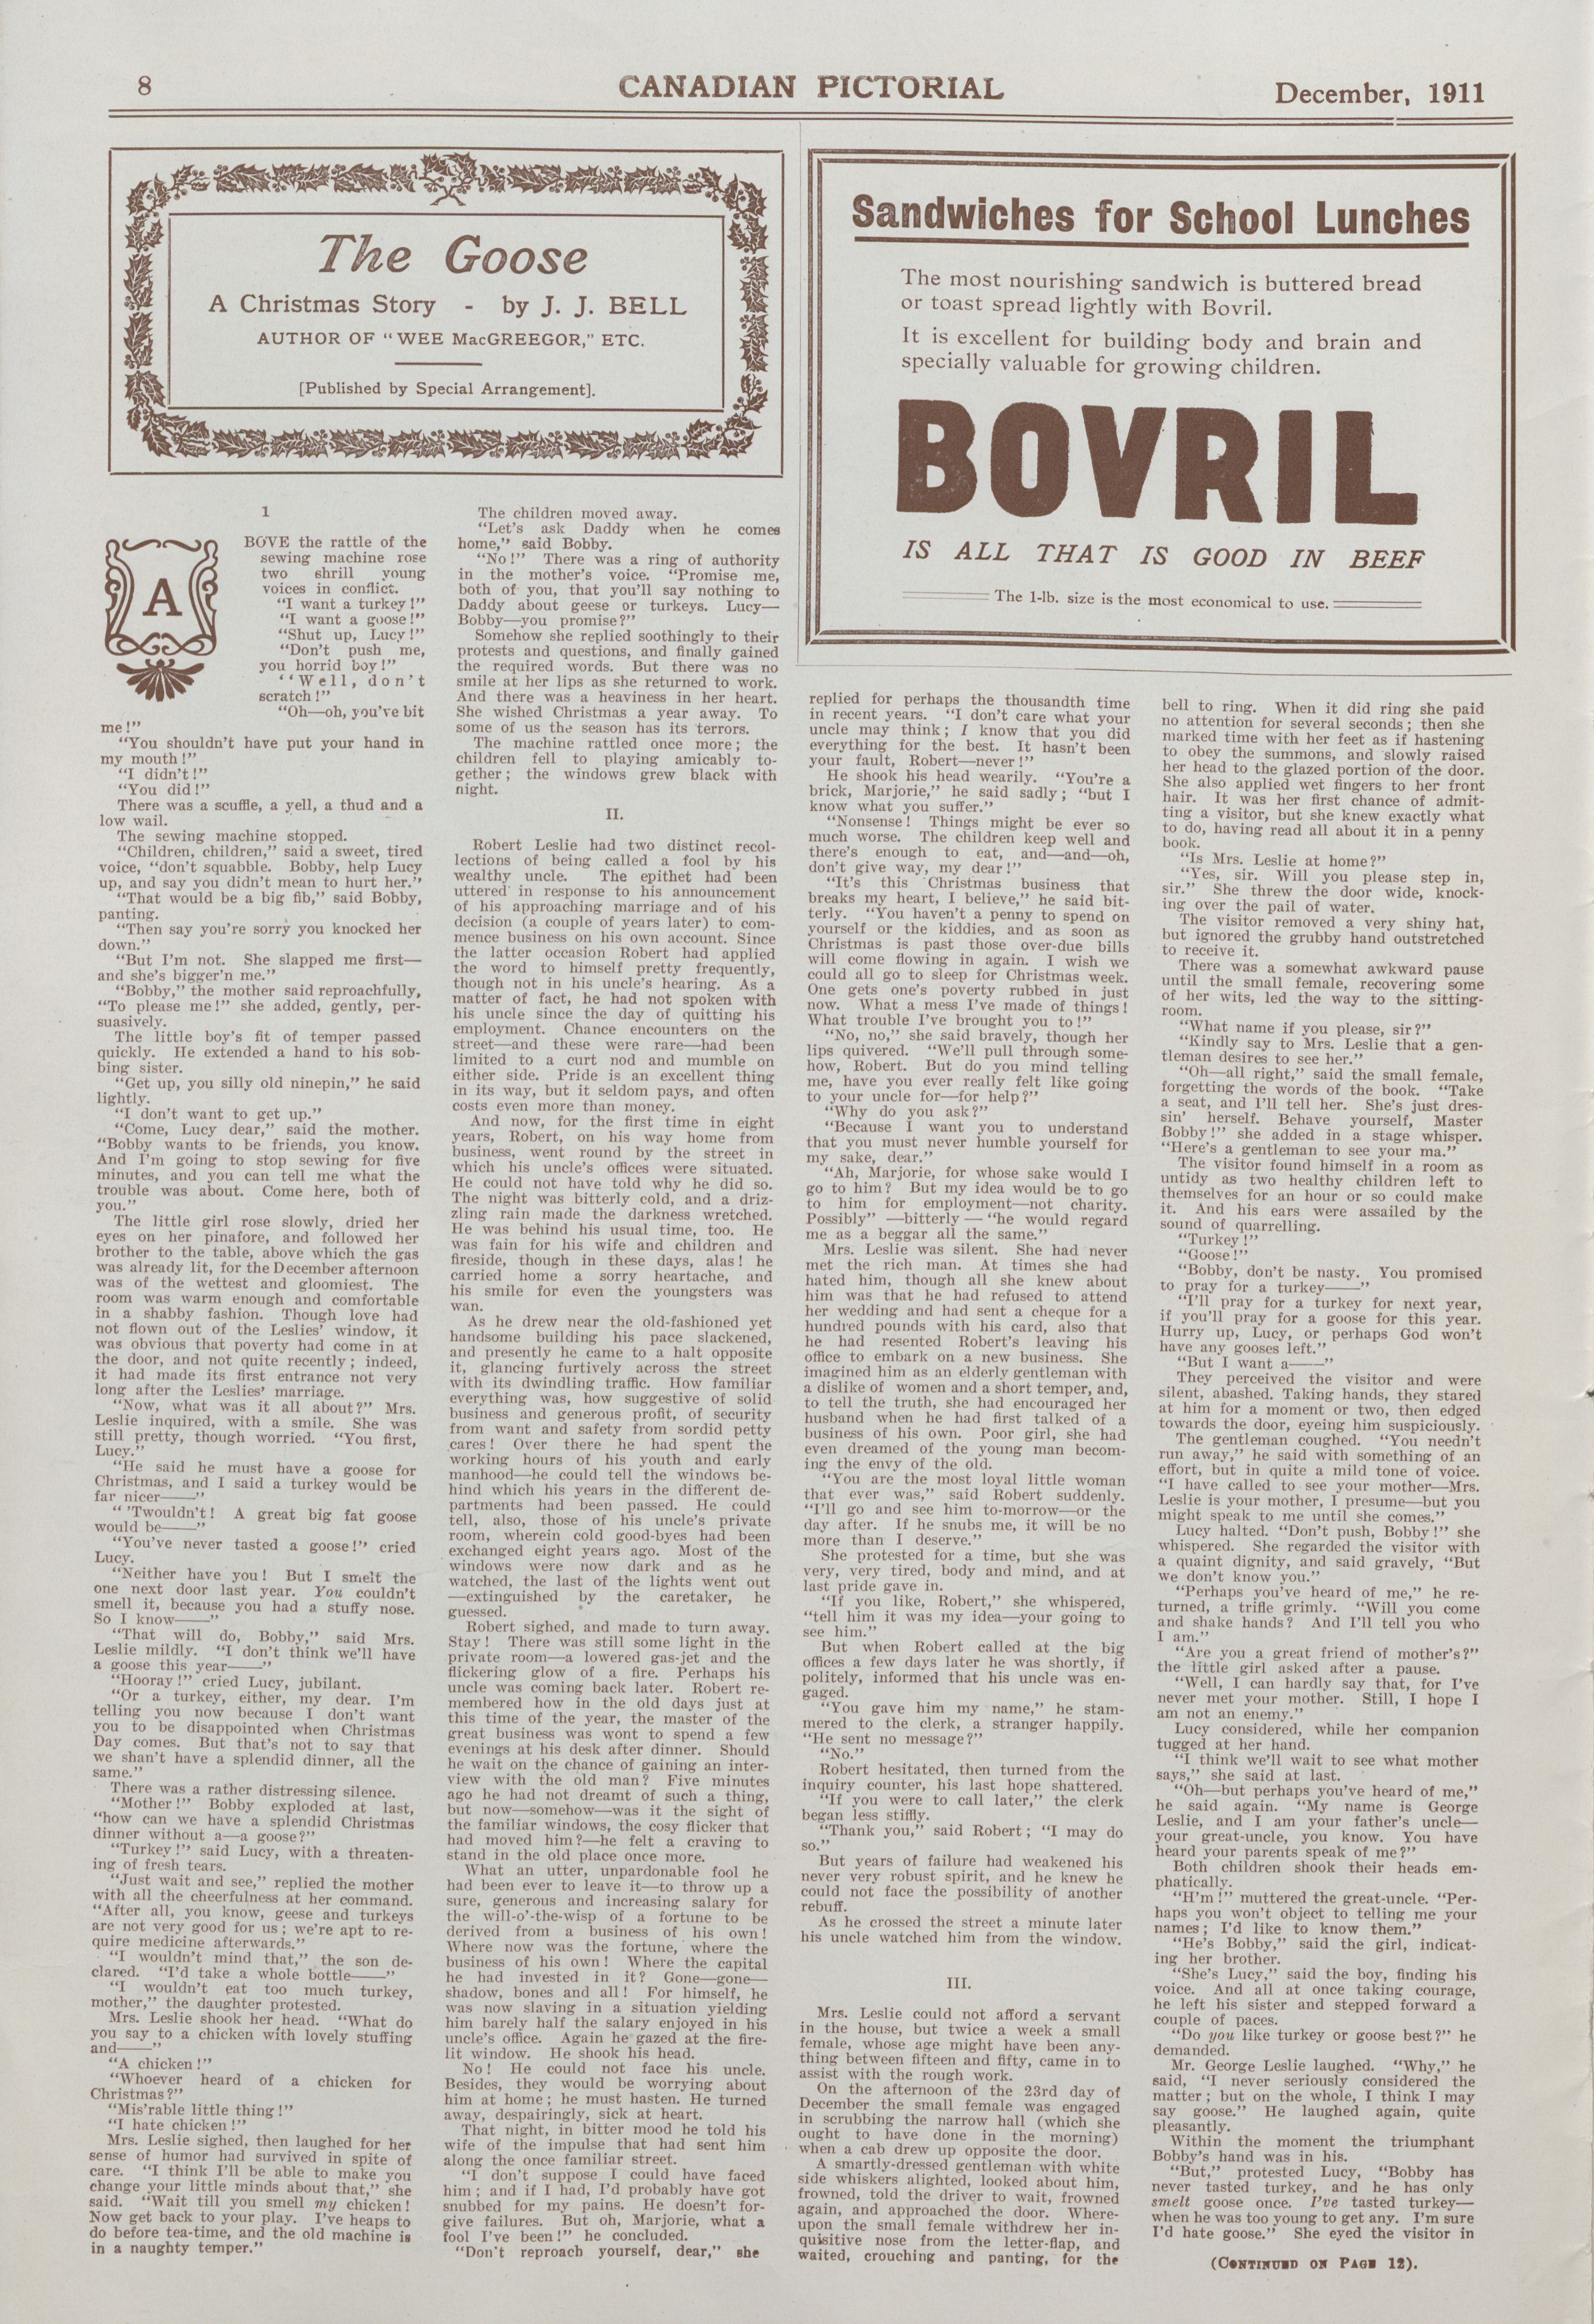 8
CANADIAN PICTORIAL
December, 1911
The Goose
A Christmas Story - by J. J. BELL
AUTHOR OF "WEE MacGREEGOR," ETC.
[Published by Special Arrangement].
Sandwiches for School Lunches
The most nourishing sandwich is buttered bread
or toast spread lightly with Bovril.
It is excellent for building body and brain and
specially valuable for growing children.
BOVRIL
IS ALL THAT IS GOOD IN BEEF
The 1-lb. size is the most economical to use.
1
A
BOVE the rattle of the
sewing machine rose
two shrill young
voices in conflict.
"I want a turkey!"
"I want a goose!"
"Shut up, Lucy!"
"Don't push me,
you horrid boy!"
"Well, don't
scratch!"
"Oh—oh, you've bit
me!"
"You shouldn't have put your hand in
my mouth!"
"I didn't!"
"You did!"
There was a scuffle, a yell, a thud and a
low wail.
The sewing machine stopped.
"Children, children," said a sweet, tired
voice, "don't squabble. Bobby, help Lucy
up, and say you didn't mean to hurt her."
"That would be a big fib," said Bobby,
panting.
"Then say you're sorry you knocked her
down."
"But I'm not. She slapped me first—
and she's bigger'n me."
"Bobby," the mother said reproachfully,
"To please me!" she added, gently, per-
suasively.
The little boy's fit of temper passed
quickly. He extended a hand to his sob-
bing sister.
"Get up, you silly old ninepin," he said
lightly.
"I don't want to get up."
"Come, Lucy dear," said the mother.
"Bobby wants to be friends, you know.
And I'm going to stop sewing for five
minutes, and you can tell me what the
trouble was about. Come here, both of
you."
The little girl rose slowly, dried her
eyes on her pinafore, and followed her
brother to the table, above which the gas
was already lit, for the December afternoon
was of the wettest and gloomiest. The
room was warm enough and comfortable
in a shabby fashion. Though love had
not flown out of the Leslies' window, it
was obvious that poverty had come in at
the door, and not quite recently; indeed,
it had made its first entrance not very
long after the Leslies' marriage.
"Now, what was it all about?" Mrs.
Leslie inquired, with a smile. She was
still pretty, though worried. "You first,
Lucy."
"He said he must have a goose for
Christmas, and I said a turkey would be
far nicer——"
"'Twouldn't! A great big fat goose
would be——"
"You've never tasted a goose!" cried
Lucy.
"Neither have you! But I smelt the
one next door last year. You couldn't
smell it, because you had a stuffy nose.
So I know——"
"That will do, Bobby," said Mrs.
Leslie mildly. "I don't think we'll have
a goose this year——"
"Hooray!" cried Lucy, jubilant.
"Or a turkey, either, my dear. I'm
telling you now because I don't want
you to be disappointed when Christmas
Day comes. But that's not to say that
we shan't have a splendid dinner, all the
same."
There was a rather distressing silence.
"Mother!" Bobby exploded at last,
"how can we have a splendid Christmas
dinner without a—a goose?"
"Turkey!" said Lucy, with a threaten-
ing of fresh tears.
"Just wait and see," replied the mother
with all the cheerfulness at her command.
"After all, you know, geese and turkeys
are not very good for us; we're apt to re-
quire medicine afterwards."
"I wouldn't mind that," the son de-
clared. "I'd take a whole bottle——"
"I wouldn't eat too much turkey,
mother," the daughter protested.
Mrs. Leslie shook her head. "What do
you say to a chicken with lovely stuffing
and——"
"A chicken!"
"Whoever heard of a chicken for
Christmas?"
"Mis'rable little thing!"
"I hate chicken!"
Mrs. Leslie sighed, then laughed for her
sense of humor had survived in spite of
care. "I think I'll be able to make you
change your little minds about that," she
said. "Wait till you smell my chicken!
Now get back to your play. I've heaps to
do before tea-time, and the old machine is
in a naughty temper."
The children moved away.
"Let's ask Daddy when he comes
home," said Bobby.
"No!" There was a ring of authority
in the mother's voice. "Promise me,
both of you, that you'll say nothing to
Daddy about geese or turkeys. Lucy—
Bobby—you promise?"
Somehow she replied soothingly to their
protests and questions, and finally gained
the required words. But there was no
smile at her lips as she returned to work.
And there was a heaviness in her heart.
She wished Christmas a year away. To
some of us the season has its terrors.
The machine rattled once more; the
children fell to playing amicably to-
gether; the windows grew black with
night.
II.
Robert Leslie had two distinct recol-
lections of being called a fool by his
wealthy uncle. The epithet had been
uttered in response to his announcement
of his approaching marriage and of his
decision (a couple of years later) to com-
mence business on his own account. Since
the latter occasion Robert had applied
the word to himself pretty frequently,
though not in his uncle's hearing. As a
matter of fact, he had not spoken with
his uncle since the day of quitting his
employment. Chance encounters on the
street—and these were rare—had been
limited to a curt nod and mumble on
either side. Pride is an excellent thing
in its way, but it seldom pays, and often
costs even more than money.
And now, for the first time in eight
years, Robert, on his way home from
business, went round by the street in
which his uncle's offices were situated.
He could not have told why he did so.
The night was bitterly cold, and a driz-
zling rain made the darkness wretched.
He was behind his usual time, too. He
was fain for his wife and children and
fireside, though in these days, alas! he
carried home a sorry heartache, and
his smile for even the youngsters was
wan.
As he drew near the old-fashioned yet
handsome building his pace slackened,
and presently he came to a halt opposite
it, glancing furtively across the street
with its dwindling traffic. How familiar
everything was, how suggestive of solid
business and generous profit, of security
from want and safety from sordid petty
cares! Over there he had spent the
working hours of his youth and early
manhood—he could tell the windows be-
hind which his years in the different de-
partments had been passed. He could
tell, also, those of his uncle's private
room, wherein cold good-byes had been
exchanged eight years ago. Most of the
windows were now dark and as he
watched, the last of the lights went out
—extinguished by the caretaker, he
guessed.
Robert sighed, and made to turn away.
Stay! There was still some light in the
private room—a lowered gas-jet and the
flickering glow of a fire. Perhaps his
uncle was coming back later. Robert re-
membered how in the old days just at
this time of the year, the master of the
great business was wont to spend a few
evenings at his desk after dinner. Should
he wait on the chance of gaining an inter-
view with the old man? Five minutes
ago he had not dreamt of such a thing,
but now—somehow—was it the sight of
the familiar windows, the cosy flicker that
had moved him?—he felt a craving to
stand in the old place once more.
What an utter, unpardonable fool he
had been ever to leave it—to throw up a
sure, generous and increasing salary for
the will-o'-the-wisp of a fortune to be
derived from a business of his own!
Where now was the fortune, where the
business of his own! Where the capital
he had invested in it? Gone—gone—
shadow, bones and all! For himself, he
was now slaving in a situation yielding
him barely half the salary enjoyed in his
uncle's office. Again he gazed at the fire-
lit window. He shook his head.
No! He could not face his uncle.
Besides, they would be worrying about
him at home; he must hasten. He turned
away, despairingly, sick at heart.
That night, in bitter mood he told his
wife of the impulse that had sent him
along the once familiar street.
"I don't suppose I could have faced
him; and if I had, I'd probably have got
snubbed for my pains. He doesn't for-
give failures. But oh, Marjorie, what a
fool I've been!" he concluded.
"Don't reproach yourself, dear," she
replied for perhaps the thousandth time
in recent years. "I don't care what your
uncle may think; I know that you did
everything for the best. It hasn't been
your fault, Robert—never!"
He shook his head wearily. "You're a
brick, Marjorie," he said sadly; "but I
know what you suffer."
"Nonsense! Things might be ever so
much worse. The children keep well and
there's enough to eat, and—and—oh,
don't give way, my dear!"
"It's this Christmas business that
breaks my heart, I believe," he said bit-
terly. "You haven't a penny to spend on
yourself or the kiddies, and as soon as
Christmas is past those over-due bills
will come flowing in again. I wish we
could all go to sleep for Christmas week.
One gets one's poverty rubbed in just
now. What a mess I've made of things!
What trouble I've brought you to!"
"No, no," she said bravely, though her
lips quivered. "We'll pull through some-
how, Robert. But do you mind telling
me, have you ever really felt like going
to your uncle for—for help?"
"Why do you ask?"
"Because I want you to understand
that you must never humble yourself for
my sake, dear."
"Ah, Marjorie, for whose sake would I
go to him? But my idea would be to go
to him for employment—not charity.
Possibly" —bitterly— "he would regard
me as a beggar all the same."
Mrs. Leslie was silent. She had never
met the rich man. At times she had
hated him, though all she knew about
him was that he had refused to attend
her wedding and had sent a cheque for a
hundred pounds with his card, also that
he had resented Robert's leaving his
office to embark on a new business. She
imagined him as an elderly gentleman with
a dislike of women and a short temper, and,
to tell the truth, she had encouraged her
husband when he had first talked of a
business of his own. Poor girl, she had
even dreamed of the young man becom-
ing the envy of the old.
"You are the most loyal little woman
that ever was," said Robert suddenly.
"I'll go and see him to-morrow—or the
day after. If he snubs me, it will be no
more than I deserve."
She protested for a time, but she was
very, very tired, body and mind, and at
last pride gave in.
"If you like, Robert," she whispered,
"tell him it was my idea—your going to
see him."
But when Robert called at the big
offices a few days later he was shortly, if
politely, informed that his uncle was en-
gaged.
"You gave him my name," he stam-
mered to the clerk, a stranger happily.
"He sent no message?"
"No."
Robert hesitated, then turned from the
inquiry counter, his last hope shattered.
"If you were to call later," the clerk
began less stiffly.
"Thank you," said Robert; "I may do
so."
But years of failure had weakened his
never very robust spirit, and he knew he
could not face the possibility of another
rebuff.
As he crossed the street a minute later
his uncle watched him from the window.
III.
Mrs. Leslie could not afford a servant
in the house, but twice a week a small
female, whose age might have been any-
thing between fifteen and fifty, came in to
assist with the rough work.
On the afternoon of the 23rd day of
December the small female was engaged
in scrubbing the narrow hall (which she
ought to have done in the morning)
when a cab drew up opposite the door.
A smartly-dressed gentleman with white
side whiskers alighted, looked about him,
frowned, told the driver to wait, frowned
again, and approached the door. Where-
upon the small female withdrew her in-
quisitive nose from the letter-flap, and
waited, crouching and panting, for the
bell to ring. When it did ring she paid
no attention for several seconds; then she
marked time with her feet as if hastening
to obey the summons, and slowly raised
her head to the glazed portion of the door.
She also applied wet fingers to her front
hair. It was her first chance of admit-
ting a visitor, but she knew exactly what
to do, having read all about it in a penny
book.
"Is Mrs. Leslie at home?"
"Yes, sir. Will you please step in,
sir." She threw the door wide, knock-
ing over the pail of water.
The visitor removed a very shiny hat,
but ignored the grubby hand outstretched
to receive it.
There was a somewhat awkward pause
until the small female, recovering some
of her wits, led the way to the sitting-
room.
"What name if you please, sir?"
"Kindly say to Mrs. Leslie that a gen-
tleman desires to see her."
"Oh—all right," said the small female,
forgetting the words of the book. "Take
a seat, and I'll tell her. She's just dres-
sin' herself. Behave yourself, Master
Bobby!" she added in a stage whisper.
"Here's a gentleman to see your ma."
The visitor found himself in a room as
untidy as two healthy children left to
themselves for an hour or so could make
it. And his ears were assailed by the
sound of quarrelling.
"Turkey!"
"Goose!"
"Bobby, don't be nasty. You promised
to pray for a turkey——"
"I'll pray for a turkey for next year,
if you'll pray for a goose for this year.
Hurry up, Lucy, or perhaps God won't
have any gooses left."
"But I want a——"
They perceived the visitor and were
silent, abashed. Taking hands, they stared
at him for a moment or two, then edged
towards the door, eyeing him suspiciously.
The gentleman coughed. "You needn't
run away," he said with something of an
effort, but in quite a mild tone of voice.
"I have called to see your mother—Mrs.
Leslie is your mother, I presume—but you
might speak to me until she comes."
Lucy halted. "Don't push, Bobby!" she
whispered. She regarded the visitor with
a quaint dignity, and said gravely, "But
we don't know you."
"Perhaps you've heard of me," he re-
turned, a trifle grimly. "Will you come
and shake hands? And I'll tell you who
I am."
"Are you a great friend of mother's?"
the little girl asked after a pause.
"Well, I can hardly say that, for I've
never met your mother. Still, I hope I
am not an enemy."
Lucy considered, while her companion
tugged at her hand.
"I think we'll wait to see what mother
says," she said at last.
"Oh—but perhaps you've heard of me,"
he said again. "My name is George
Leslie, and I am your father's uncle—
your great-uncle, you know. You have
heard your parents speak of me?"
Both children shook their heads em-
phatically.
"H'm!" muttered the great-uncle. "Per-
haps you won't object to telling me your
names; I'd like to know them."
"He's Bobby," said the girl, indicat-
ing her brother.
"She's Lucy," said the boy, finding his
voice. And all at once taking courage,
he left his sister and stepped forward a
couple of paces.
"Do you like turkey or goose best?" he
demanded.
Mr. George Leslie laughed. "Why," he
said, "I never seriously considered the
matter; but on the whole, I think I may
say goose." He laughed again, quite
pleasantly.
Within the moment the triumphant
Bobby's hand was in his.
"But," protested Lucy, "Bobby has
never tasted turkey, and he has only
smelt goose once. I've tasted turkey—
when he was too young to get any. I'm sure
I'd hate goose." She eyed the visitor in
(CONTINUED ON PAGE 12).